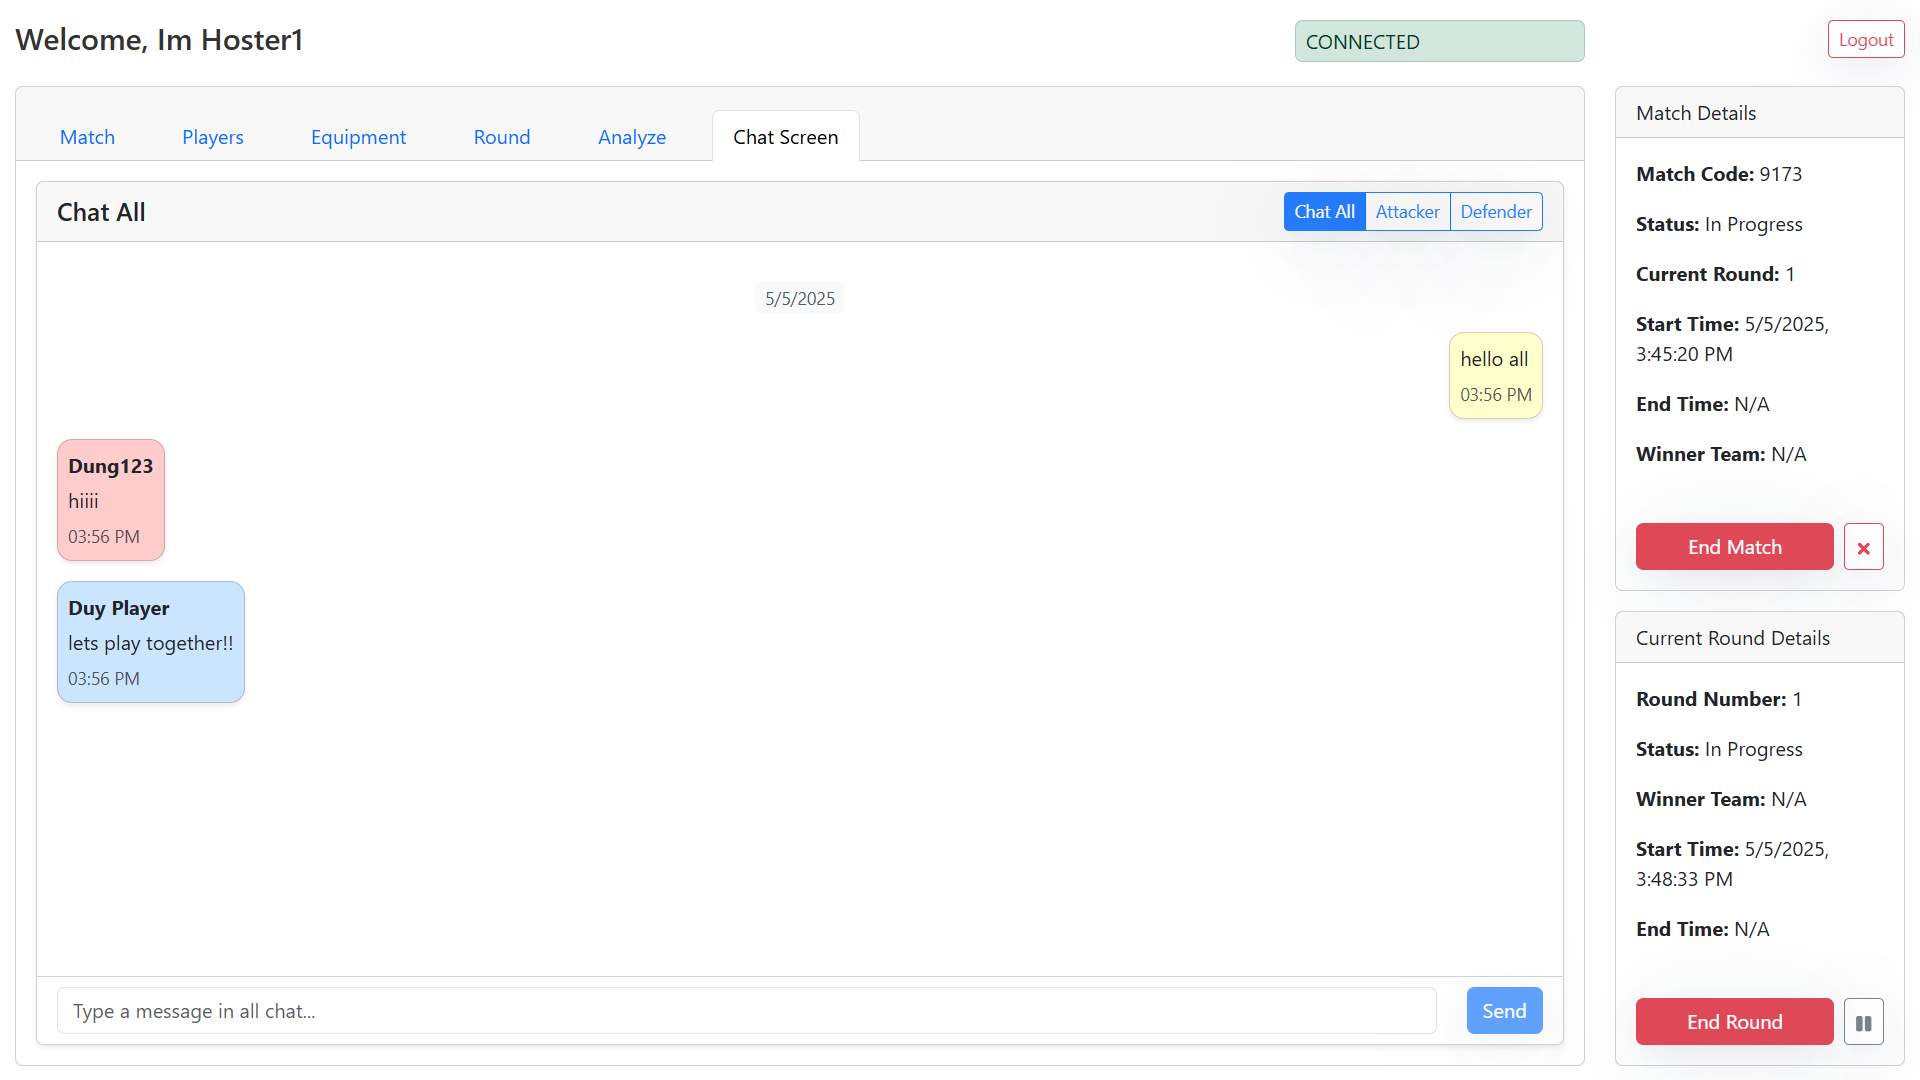 Welcome, Im Hoster1
CONNECTED
Logout
Match
Players
Equipment
Round
Analyze
Chat Screen
Chat All
Chat All
Attacker
Defender
5/5/2025
hello all
03:56 PM
Dung123
hiiii
03:56 PM
Duy Player
lets play together!!
03:56 PM
Type a message in all chat...
Send
Match Details
Match Code: 9173
Status: In Progress
Current Round: 1
Start Time: 5/5/2025,
3:45:20 PM
End Time: N/A
Winner Team: N/A
End Match
Current Round Details
Round Number: 1
Status: In Progress
Winner Team: N/A
Start Time: 5/5/2025,
3:48:33 PM
End Time: N/A
End Round